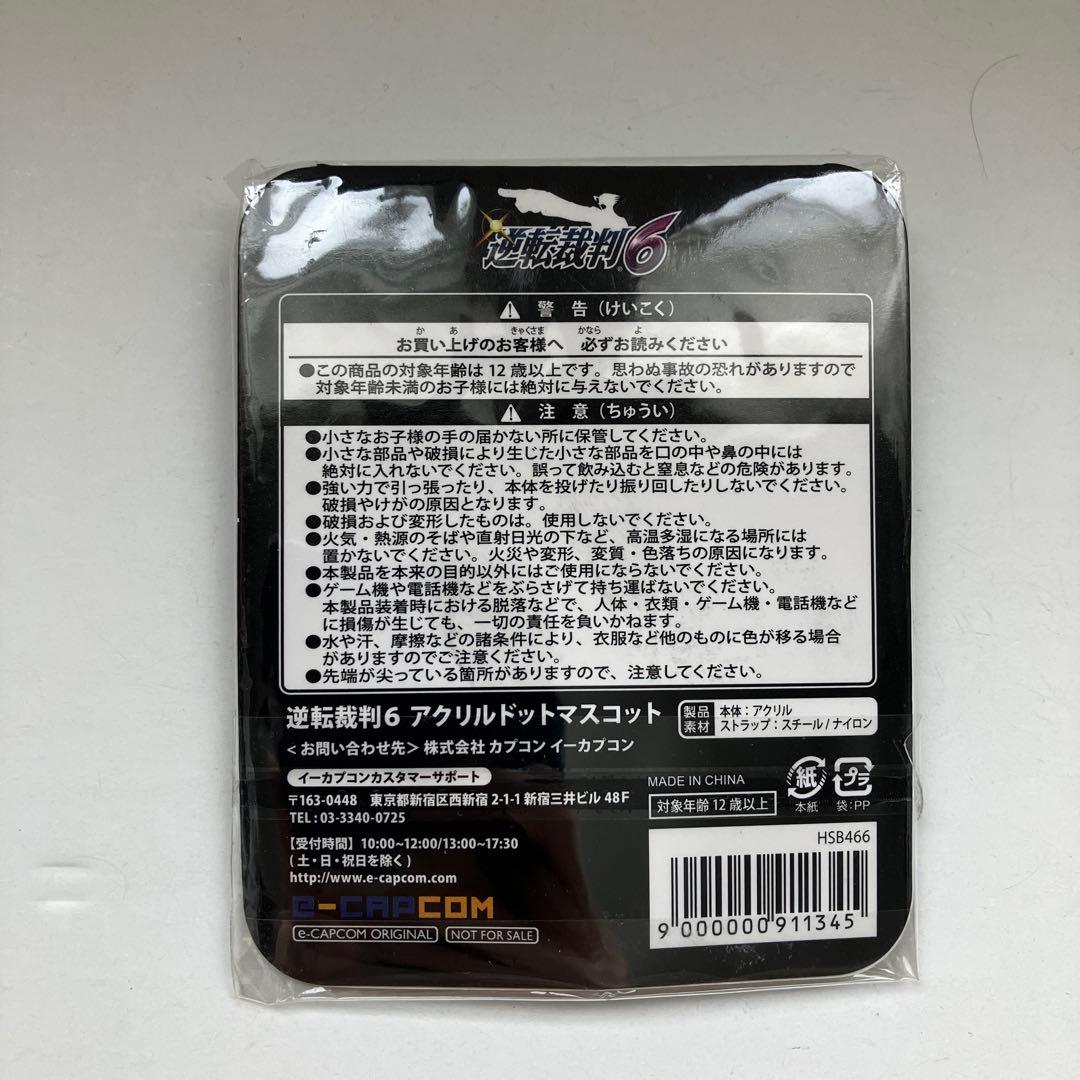 逆転裁判6
警 告（けいこく）
お買い上げのお客様へ 必ずお読みください
か あ きゃくさま かなら よ
●この商品の対象年齢は 12 歳以上です。思わぬ事故の恐れがありますので
対象年齢未満のお子様には絶対に与えないでください。
注 意（ちゅうい）
●小さなお子様の手の届かない所に保管してください。
●小さな部品や破損により生じた小さな部品を口の中や鼻の中には
絶対に入れないでください。誤って飲み込むと窒息などの危険があります。
●強い力で引っ張ったり、本体を投げたり振り回したりしないでください。
破損やけがの原因となります。
●破損および変形したものは。使用しないでください。
●火気・熱源のそばや直射日光の下など、高温多湿になる場所には
置かないでください。火災や変形、変質・色落ちの原因になります。
●本製品を本来の目的以外にはご使用にならないでください。
●ゲーム機や電話機などをぶらさげて持ち運ばないでください。
本製品装着時における脱落などで、人体・衣類・ゲーム機・電話機など
に損傷が生じても、一切の責任を負いかねます。
●水や汗、摩擦などの諸条件により、衣服など他のものに色が移る場合
がありますのでご注意ください。
●先端が尖っている箇所がありますので、注意してください。
逆転裁判6 アクリルドットマスコット
製品素材
本体：アクリル
ストラップ：スチール / ナイロン
＜お問い合わせ先＞株式会社 カプコン イーカプコン
イーカプコンカスタマーサポート
〒163-0448 東京都新宿区西新宿 2-1-1 新宿三井ビル 48F
TEL : 03-3340-0725
【受付時間】10:00~12:00/13:00~17:30
( 土・日・祝日を除く )
http://www.e-capcom.com
e-CAPCOM
e-CAPCOM ORIGINAL
NOT FOR SALE
MADE IN CHINA
対象年齢 12 歳以上
紙
本紙
プラ
袋：PP
HSB466
9 000000 911345